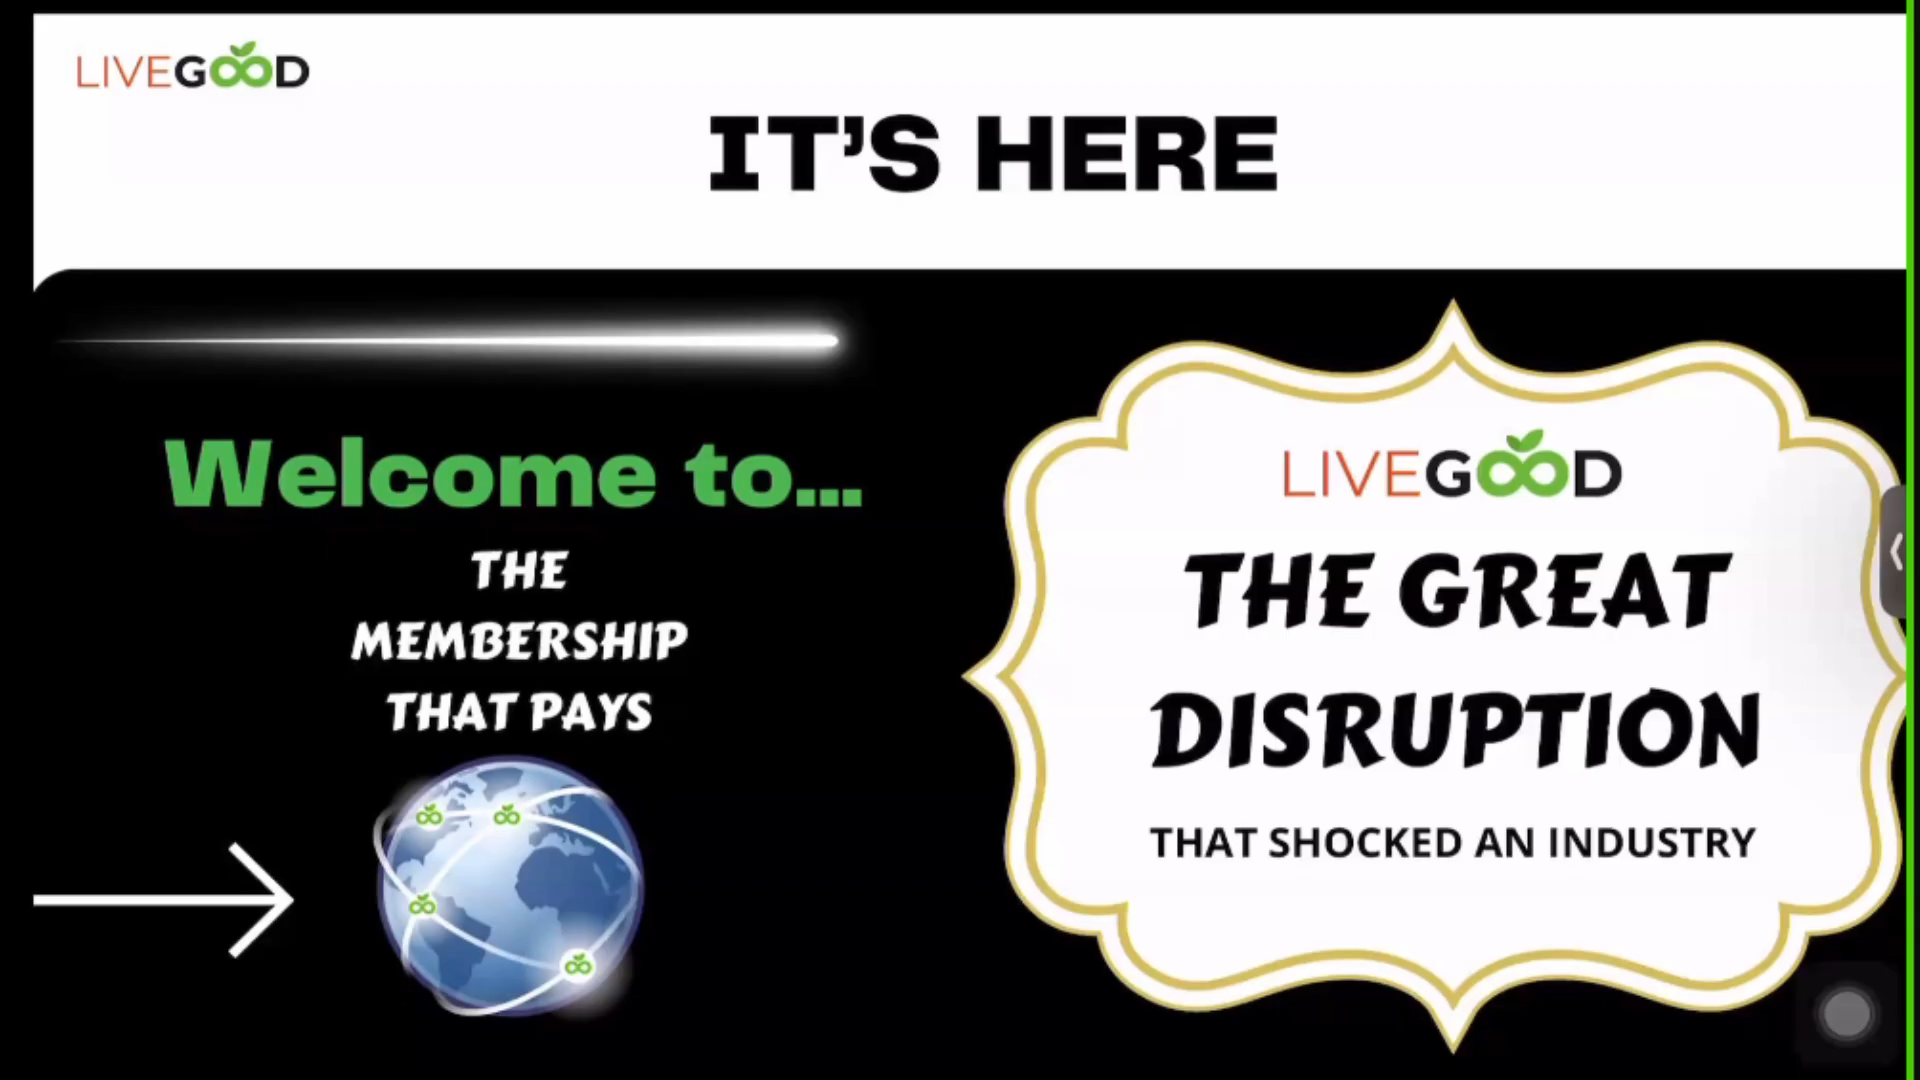 LIVEGOOD
IT'S HERE
Welcome to...
THE
MEMBERSHIP
THAT PAYS
LIVEGOOD
THE GREAT
DISRUPTION
THAT SHOCKED AN INDUSTRY